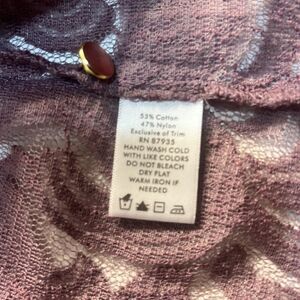 53% Cotton
47% Nylon
Exclusive of Trim
RN 87935
HAND WASH COLD
WITH LIKE COLORS
DO NOT BLEACH
DRY FLAT
WARM IRON IF
NEEDED